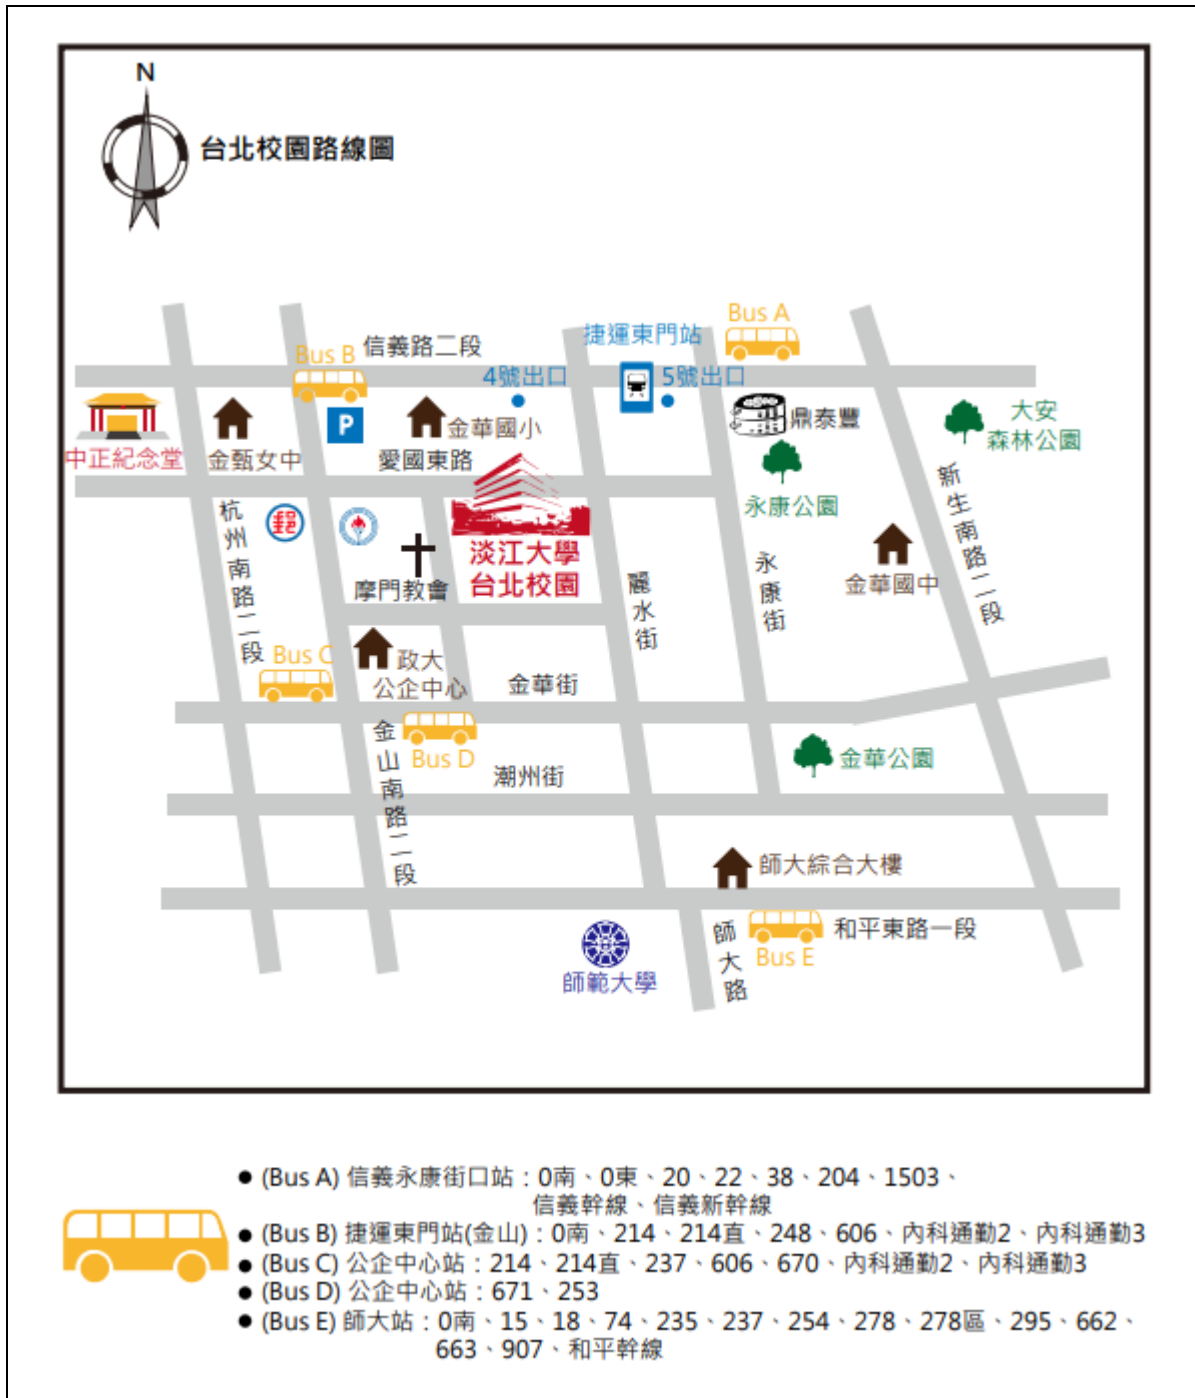 N
台北校園路線圖
Bus A
捷運東門站
信義路二段
Bus B
4號出口
5號出口
P
鼎泰豐
大安
森林公園
金華國小
中正紀念堂
金甄女中
愛國東路
永康公園
新生南路二段
杭州南路二段
郵
淡江大學
台北校園
摩門教會
麗水街
永康街
金華國中
Bus C
政大
公企中心
金華街
金山南路二段
Bus D
潮州街
金華公園
師大綜合大樓
和平東路一段
師大路
Bus E
師範大學
● (Bus A) 信義永康街口站：0南、0東、20、22、38、204、1503、
信義幹線、信義新幹線
● (Bus B) 捷運東門站(金山)：0南、214、214直、248、606、內科通勤2、內科通勤3
● (Bus C) 公企中心站：214、214直、237、606、670、內科通勤2、內科通勤3
● (Bus D) 公企中心站：671、253
● (Bus E) 師大站：0南、15、18、74、235、237、254、278、278區、295、662、
663、907、和平幹線